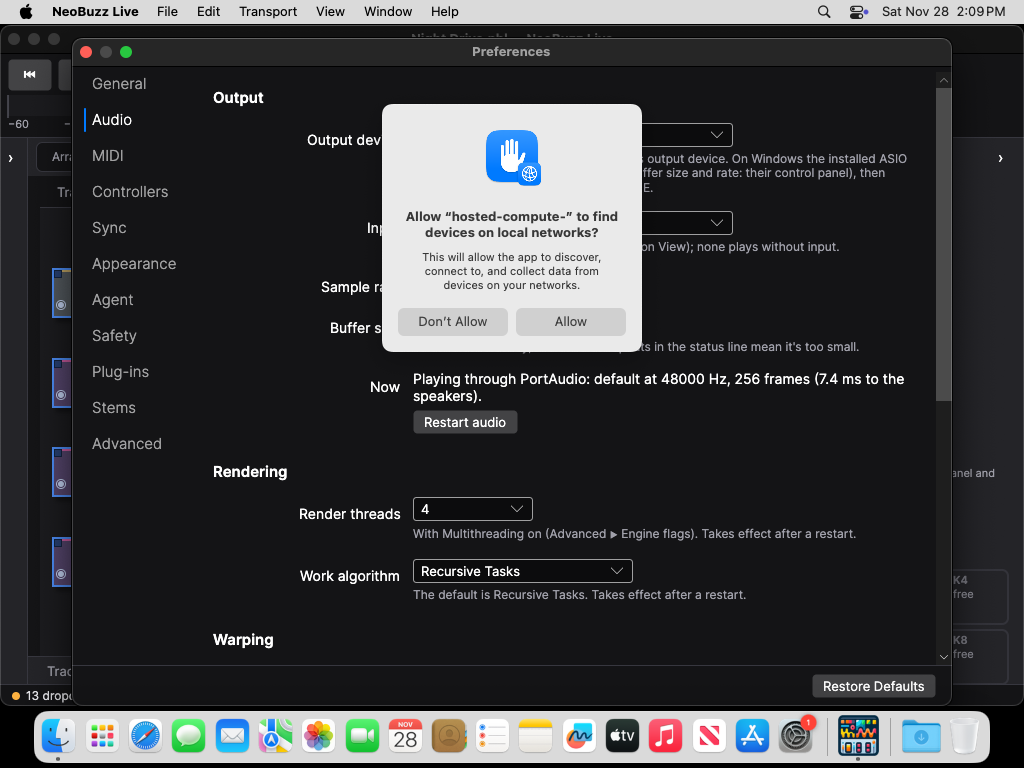 NeoBuzz Live File Edit Transport View Window Help Sat Nov 28 2:09 PM
Preferences
-60
General
Audio
MIDI
Controllers
Sync
Appearance
Agent
Safety
Plug-ins
Stems
Advanced
Output
Output dev
s output device. On Windows the installed ASIO
ffer size and rate: their control panel), then
E.
Inp
on View); none plays without input.
Sample ra
Buffer s
ts in the status line mean it's too small.
Allow “hosted-compute-” to find
devices on local networks?
This will allow the app to discover,
connect to, and collect data from
devices on your networks.
Don't Allow Allow
Now Playing through PortAudio: default at 48000 Hz, 256 frames (7.4 ms to the
speakers).
Restart audio
Rendering
Render threads 4
With Multithreading on (Advanced ▸ Engine flags). Takes effect after a restart.
Work algorithm Recursive Tasks
The default is Recursive Tasks. Takes effect after a restart.
Warping
Restore Defaults
Arra
Tr
Trac
13 dropo
anel and
K4
free
K8
free
NOV
28
tv
1